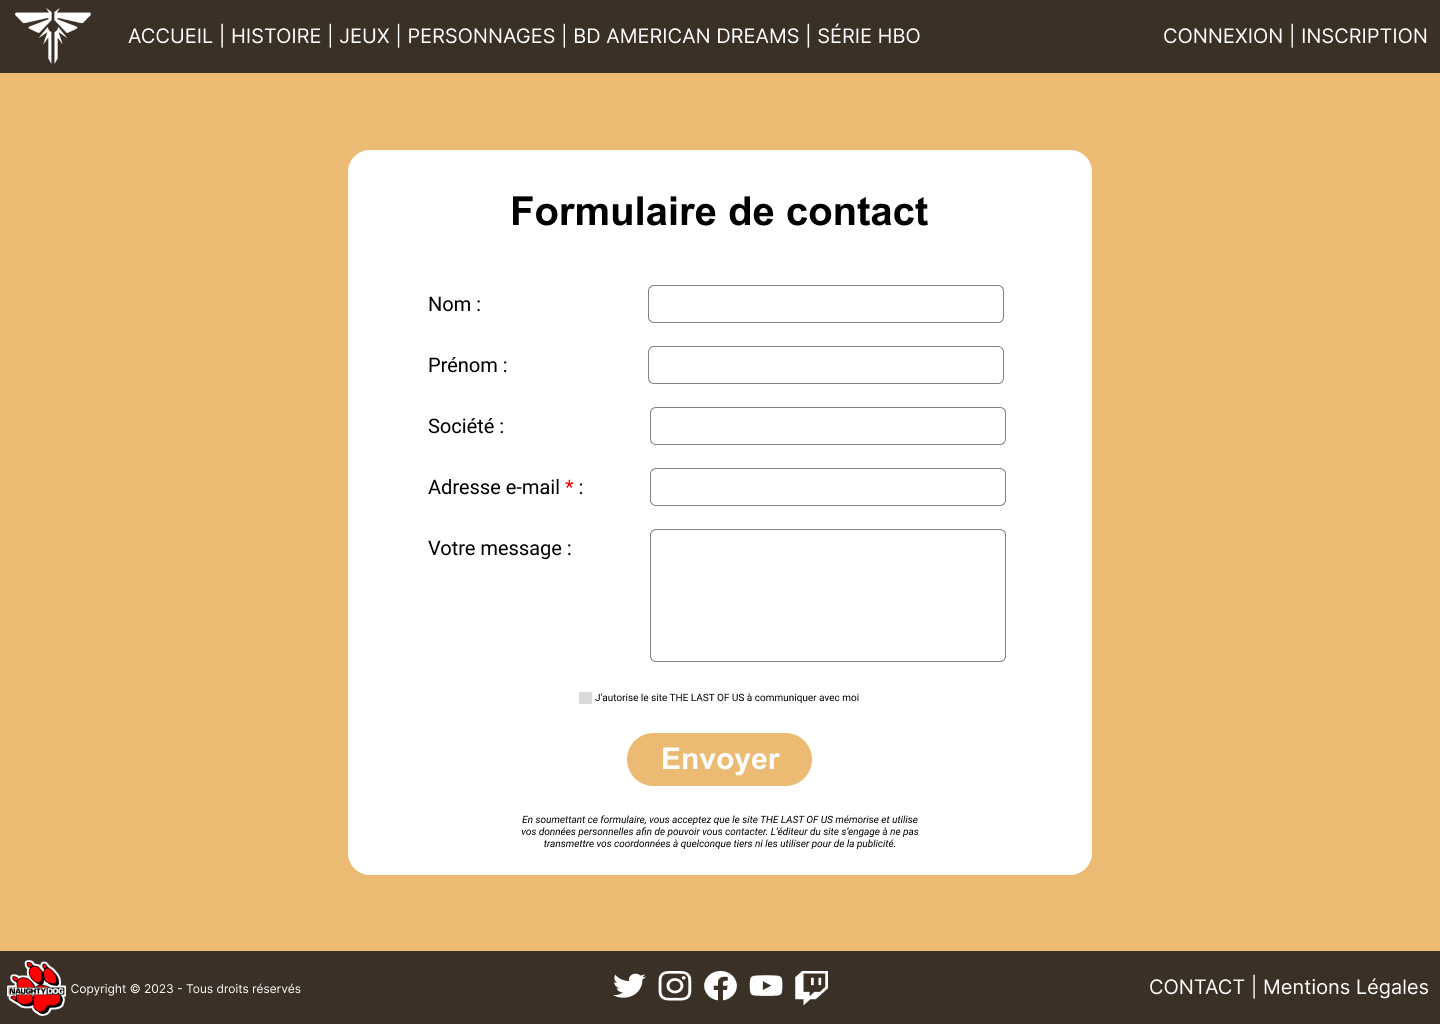 ACCUEIL | HISTOIRE | JEUX | PERSONNAGES | BD AMERICAN DREAMS | SÉRIE HBO
CONNEXION | INSCRIPTION
Formulaire de contact
Nom :
Prénom :
Société :
Adresse e-mail * :
Votre message :
J'autorise le site THE LAST OF US à communiquer avec moi
Envoyer
En soumettant ce formulaire, vous acceptez que le site THE LAST OF US mémorise et utilise
vos données personnelles afin de pouvoir vous contacter. L'éditeur du site s'engage à ne pas
transmettre vos coordonnées à quelconque tiers ni les utiliser pour de la publicité.
NAUGHTY DOG
Copyright © 2023 - Tous droits réservés
CONTACT | Mentions Légales